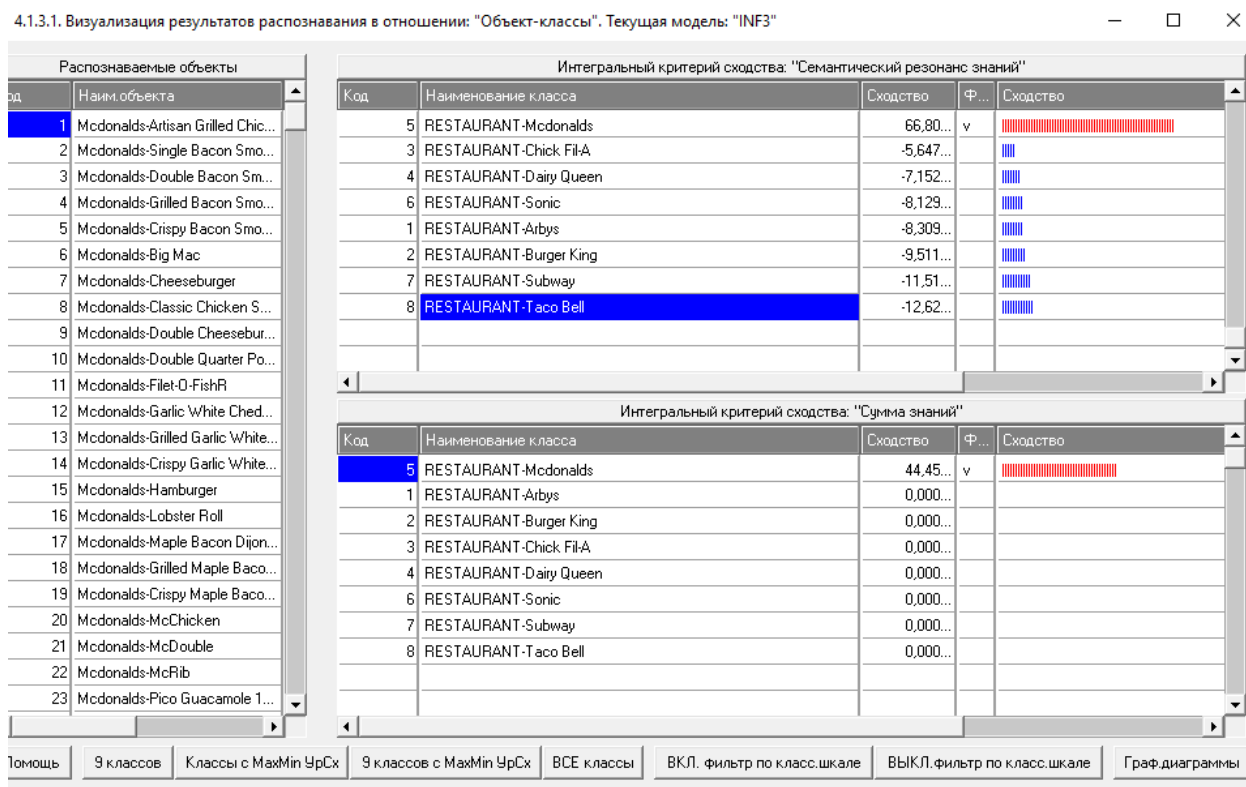 4.1.3.1. Визуализация результатов распознавания в отношении: "Объект-классы". Текущая модель: "INF3"
Распознаваемые объекты
од Наим.объекта
1 Mcdonalds-Artisan Grilled Chic...
2 Mcdonalds-Single Bacon Smo...
3 Mcdonalds-Double Bacon Sm...
4 Mcdonalds-Grilled Bacon Smo...
5 Mcdonalds-Crispy Bacon Smo...
6 Mcdonalds-Big Mac
7 Mcdonalds-Cheeseburger
8 Mcdonalds-Classic Chicken S...
9 Mcdonalds-Double Cheesebur...
10 Mcdonalds-Double Quarter Po...
11 Mcdonalds-Filet-O-FishR
12 Mcdonalds-Garlic White Ched...
13 Mcdonalds-Grilled Garlic White...
14 Mcdonalds-Crispy Garlic White...
15 Mcdonalds-Hamburger
16 Mcdonalds-Lobster Roll
17 Mcdonalds-Maple Bacon Dijon...
18 Mcdonalds-Grilled Maple Baco...
19 Mcdonalds-Crispy Maple Baco...
20 Mcdonalds-McChicken
21 Mcdonalds-McDouble
22 Mcdonalds-McRib
23 Mcdonalds-Pico Guacamole 1...
Интегральный критерий сходства: "Семантический резонанс знаний"
Код Наименование класса Сходство Ф... Сходство
5 RESTAURANT-Mcdonalds 66,80... v
3 RESTAURANT-Chick Fil-A -5,647...
4 RESTAURANT-Dairy Queen -7,152...
6 RESTAURANT-Sonic -8,129...
1 RESTAURANT-Arbys -8,309...
2 RESTAURANT-Burger King -9,511...
7 RESTAURANT-Subway -11,51...
8 RESTAURANT-Taco Bell -12,62...
Интегральный критерий сходства: "Сумма знаний"
Код Наименование класса Сходство Ф... Сходство
5 RESTAURANT-Mcdonalds 44,45... v
1 RESTAURANT-Arbys 0,000...
2 RESTAURANT-Burger King 0,000...
3 RESTAURANT-Chick Fil-A 0,000...
4 RESTAURANT-Dairy Queen 0,000...
6 RESTAURANT-Sonic 0,000...
7 RESTAURANT-Subway 0,000...
8 RESTAURANT-Taco Bell 0,000...
Помощь 9 классов Классы с MaxMin УрСх 9 классов с MaxMin УрСх ВСЕ классы ВКЛ. фильтр по класс.шкале ВЫКЛ.фильтр по класс.шкале Граф.диаграммы